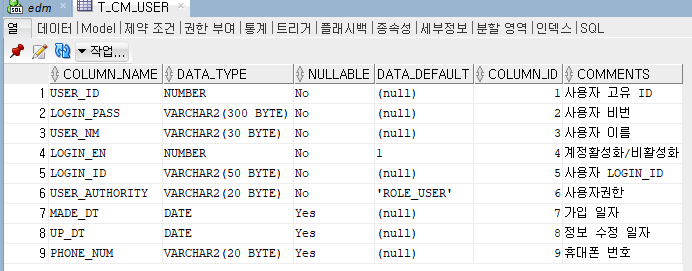 SQL edm T_CM_USER
열 데이터 Model 제약 조건 권한 부여 통계 트리거 플래시백 종속성 세부정보 분할 영역 인덱스 SQL
작업...
COLUMN_NAME DATA_TYPE NULLABLE DATA_DEFAULT COLUMN_ID COMMENTS
1 USER_ID NUMBER No (null) 1 사용자 고유 ID
2 LOGIN_PASS VARCHAR2(300 BYTE) No (null) 2 사용자 비번
3 USER_NM VARCHAR2(30 BYTE) No (null) 3 사용자 이름
4 LOGIN_EN NUMBER No 1 4 계정활성화/비활성화
5 LOGIN_ID VARCHAR2(50 BYTE) No (null) 5 사용자 LOGIN_ID
6 USER_AUTHORITY VARCHAR2(20 BYTE) No 'ROLE_USER' 6 사용자권한
7 MADE_DT DATE Yes (null) 7 가입 일자
8 UP_DT DATE Yes (null) 8 정보 수정 일자
9 PHONE_NUM VARCHAR2(20 BYTE) Yes (null) 9 휴대폰 번호